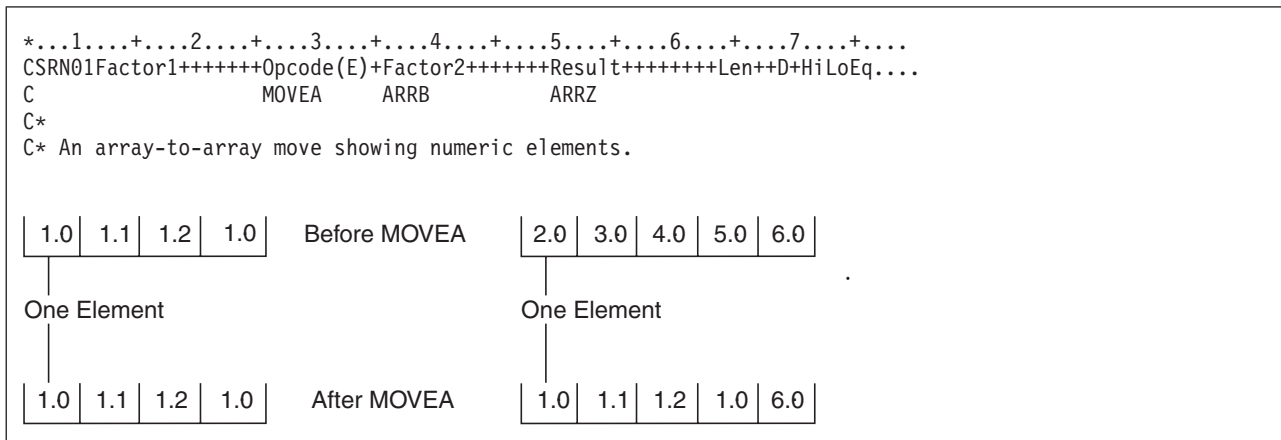 *...1....+....2....+....3....+....4....+....5....+....6....+....7....+....
CSRN01Factor1+++++++Opcode(E)+Factor2+++++++Result++++++++Len++D+HiLoEq....
C                   MOVEA     ARRB          ARRZ
C*
C* An array-to-array move showing numeric elements.
1.0 1.1 1.2 1.0 Before MOVEA 2.0 3.0 4.0 5.0 6.0
.
One Element One Element
1.0 1.1 1.2 1.0 After MOVEA 1.0 1.1 1.2 1.0 6.0